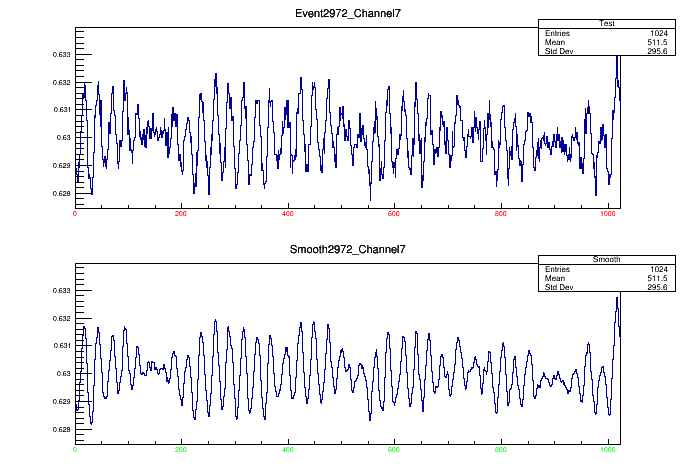 Event2972_Channel7
Test
Entries 1024
Mean 511.5
Std Dev 295.6
0.633
0.632
0.631
0.63
0.629
0.628
0 200 400 600 800 1000
Smooth2972_Channel7
Smooth
Entries 1024
Mean 511.5
Std Dev 295.6
0.633
0.632
0.631
0.63
0.629
0.628
0 200 400 600 800 1000